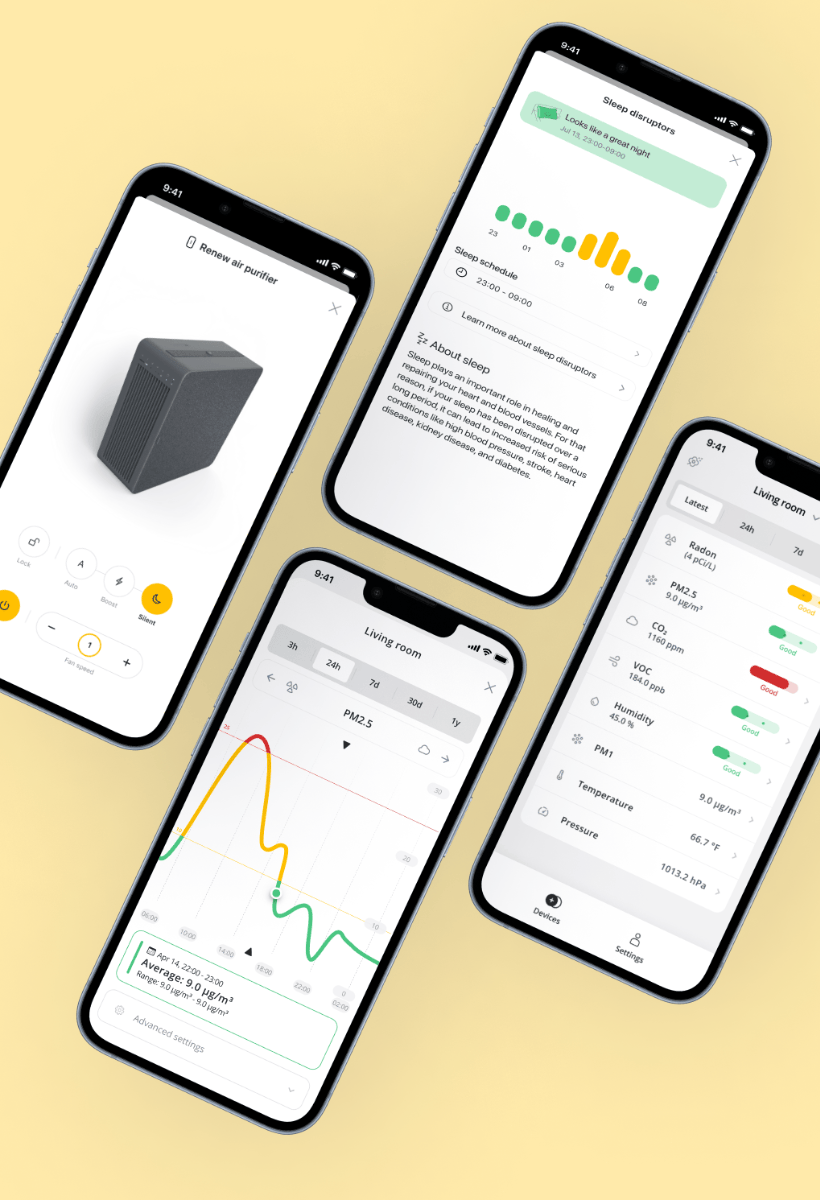 9:41
Renew air purifier
Lock
Auto
A
Boost
Silent
1
Fan speed
9:41
Sleep disruptors
Looks like a great night
Jul 13, 23:00-09:00
23
01
03
06
08
Sleep schedule
23:00 - 09:00
Learn more about sleep disruptors
About sleep
Sleep plays an important role in healing and
repairing your heart and blood vessels. For that
reason, if your sleep has been disrupted over a
long period, it can lead to increased risk of serious
conditions like high blood pressure, stroke, heart
disease, kidney disease, and diabetes.
9:41
Living room
3h
24h
7d
30d
1y
PM2.5
25
10
30
20
10
0
06:00
10:00
14:00
18:00
22:00
02:00
Apr 14, 22:00 - 23:00
Average: 9.0 µg/m³
Range: 9.0 µg/m³ - 9.0 µg/m³
Advanced settings
9:41
Living room
Latest
24h
7d
Radon
(4 pCi/L)
Good
PM2.5
9.0 µg/m³
Good
CO₂
1160 ppm
Good
VOC
184.0 ppb
Good
Humidity
45.0 %
Good
PM1
9.0 µg/m³
Temperature
66.7 °F
Pressure
1013.2 hPa
Devices
Settings